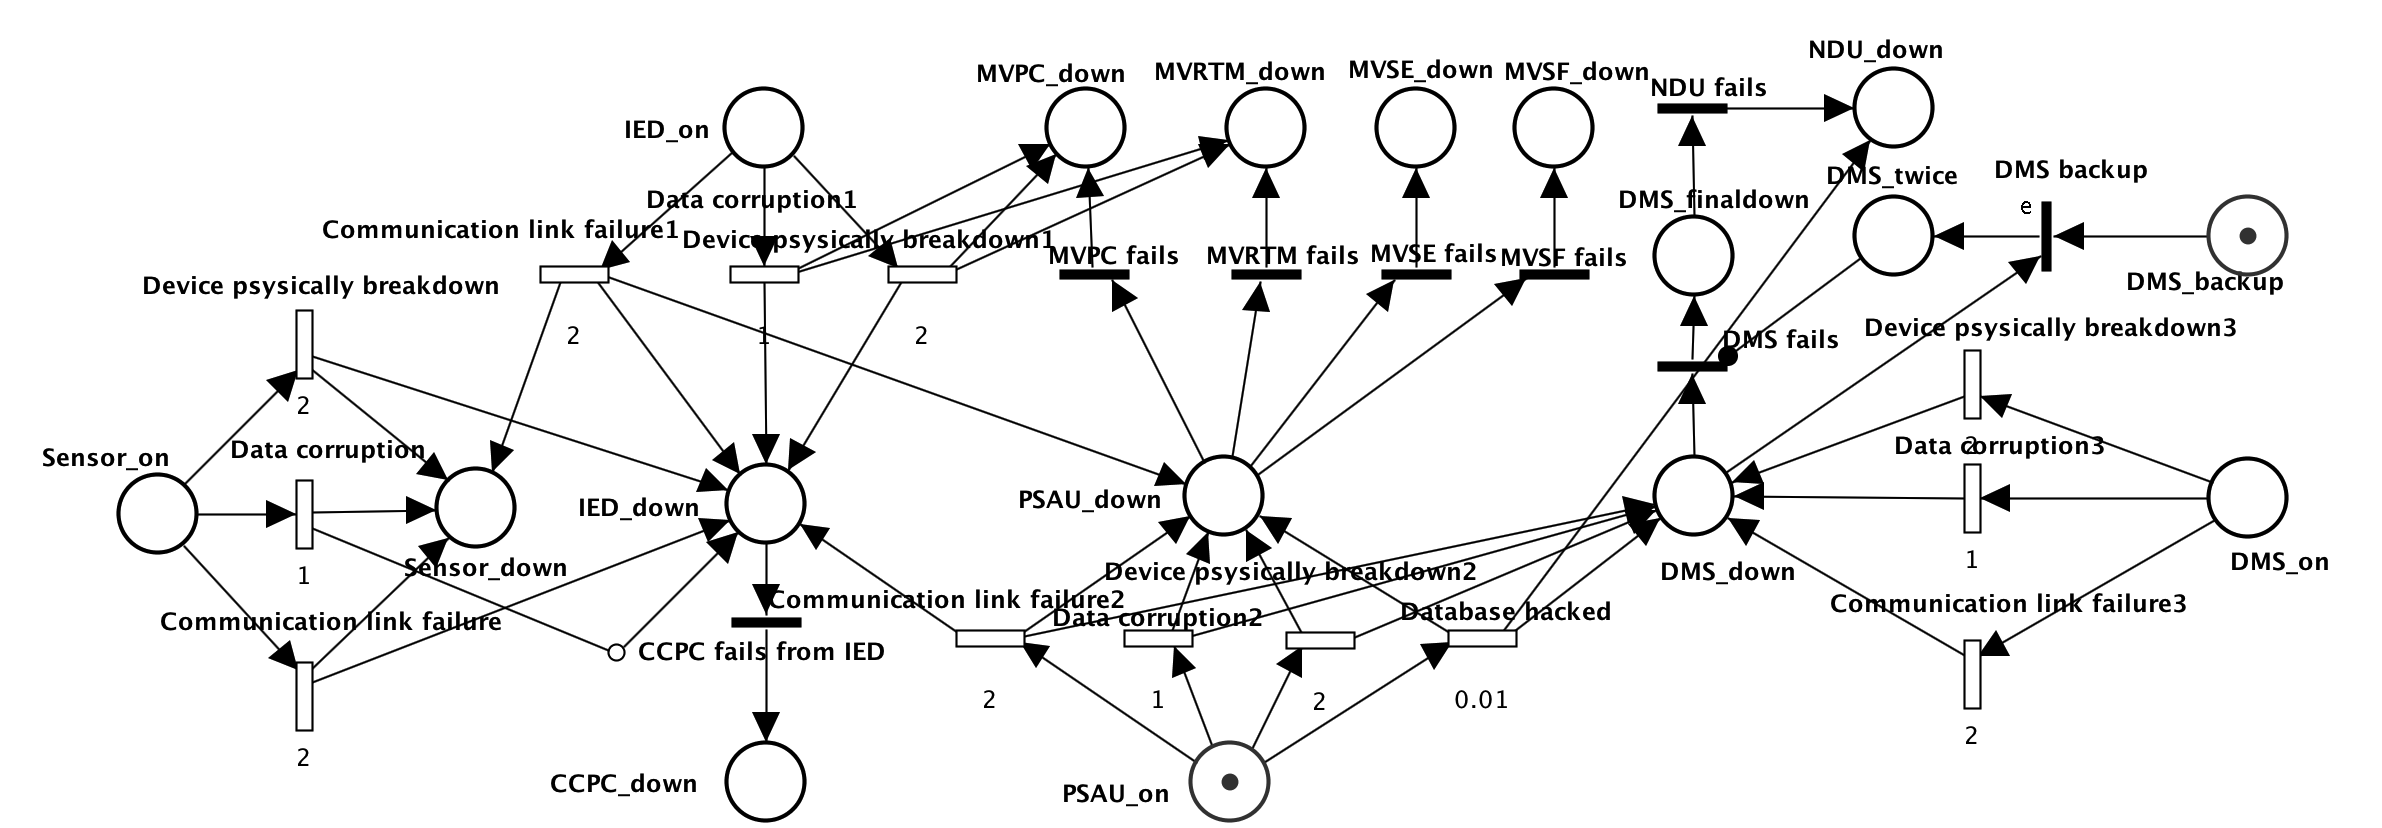 NDU_down
MVPC_down
MVRTM_down
MVSE_down
MVSF_down
NDU fails
IED_on
DMS_twice
DMS backup
Data corruption1
DMS_finaldown
e
Communication link failure1
Device psysically breakdown1
MVPC fails
MVRTM fails
MVSE fails
MVSF fails
DMS_backup
Device psysically breakdown
2
1
2
DMS fails
Device psysically breakdown3
2
Data corruption
2
Data corruption3
Sensor_on
IED_down
PSAU_down
1
Sensor_down
DMS_down
1
DMS_on
Device psysically breakdown2
Communication link failure
Communication link failure2
Data corruption2
Database hacked
Communication link failure3
CCPC fails from IED
2
2
1
2
0.01
2
CCPC_down
PSAU_on